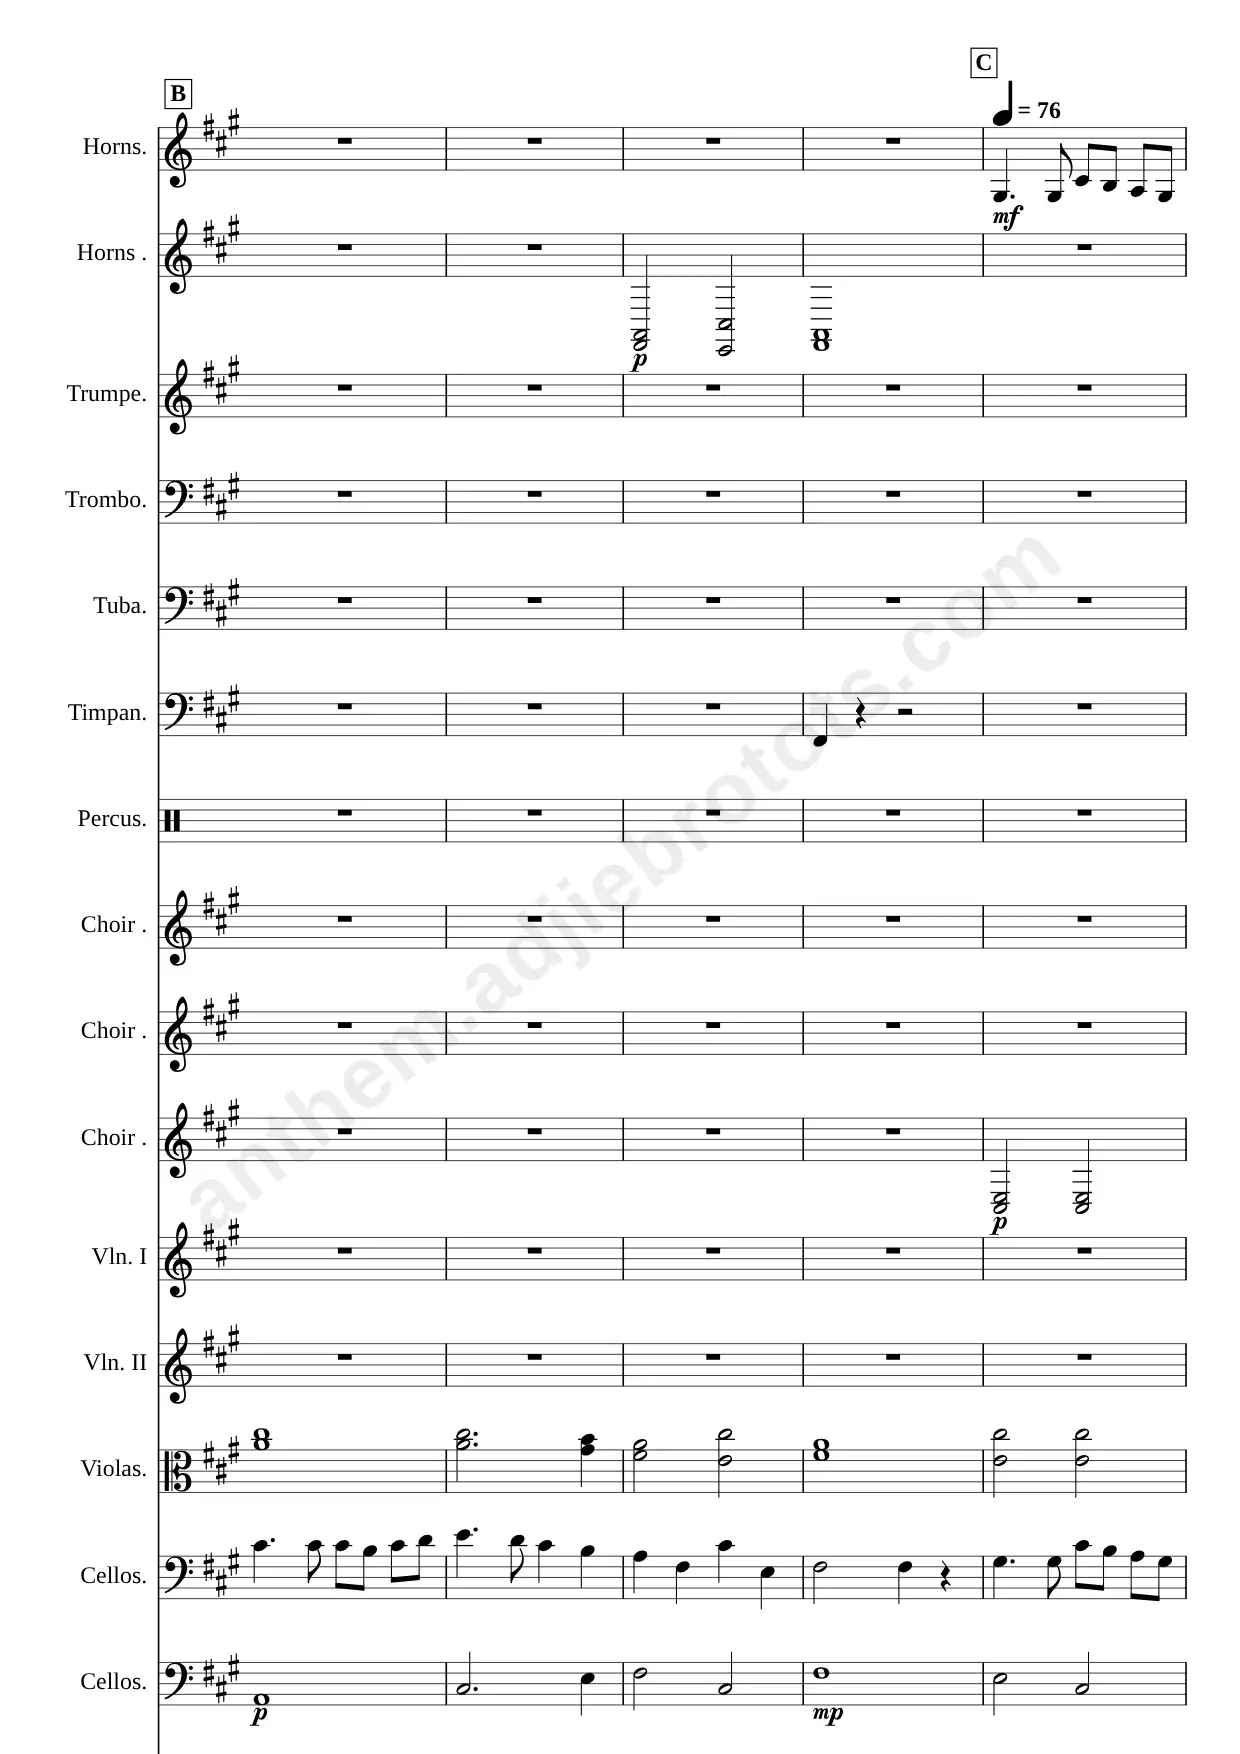 C
B
= 76
Horns.
mf
Horns .
p
Trumpe.
Trombo.
Tuba.
Timpan.
Percus.
Choir .
Choir .
Choir .
p
Vln. I
Vln. II
Violas.
Cellos.
Cellos.
p
mp
anthem.adjiebrotots.com